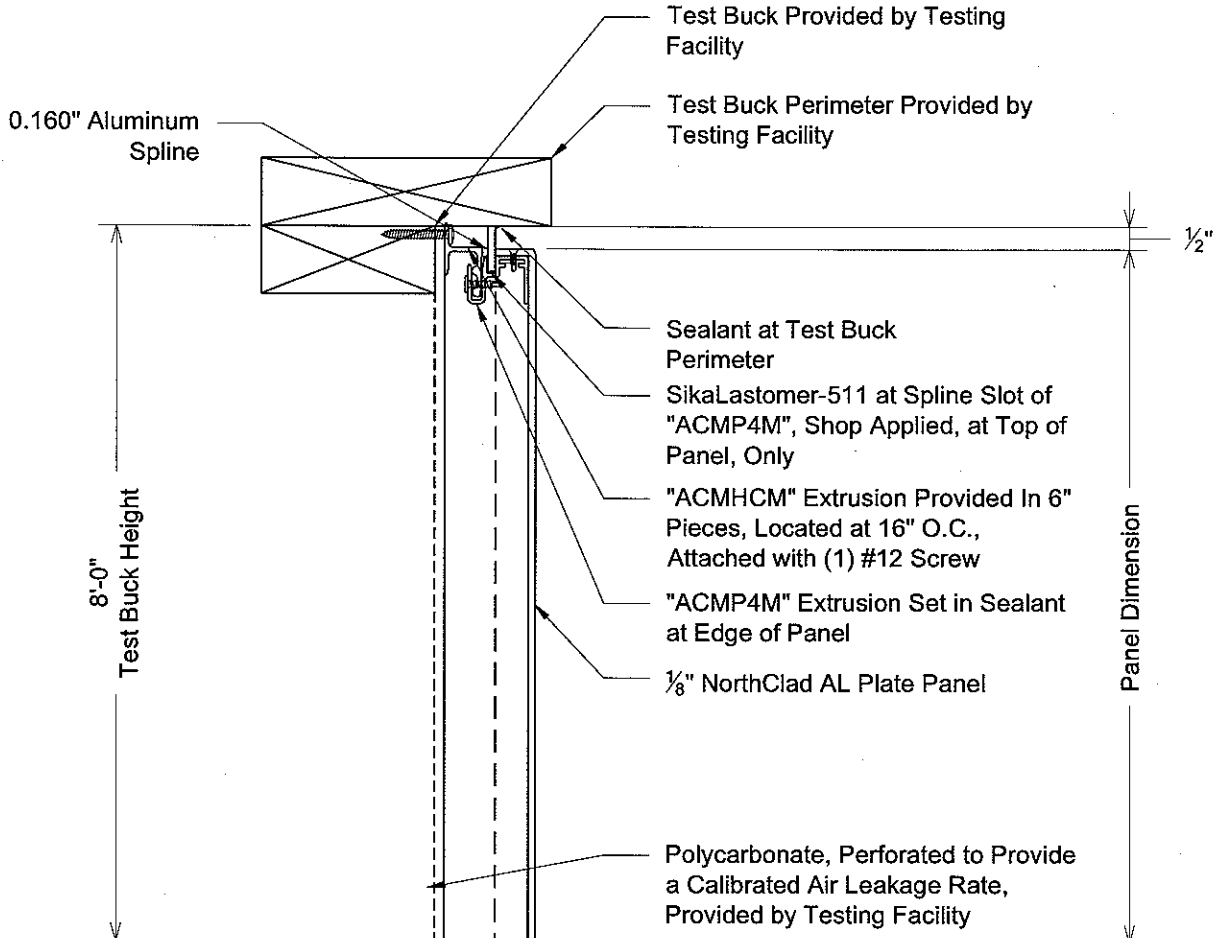 Test Buck Provided by Testing
Facility
0.160" Aluminum
Spline
Test Buck Perimeter Provided by
Testing Facility
½"
Sealant at Test Buck
Perimeter
SikaLastomer-511 at Spline Slot of
"ACMP4M", Shop Applied, at Top of
Panel, Only
"ACMHCM" Extrusion Provided In 6"
Pieces, Located at 16" O.C.,
Attached with (1) #12 Screw
"ACMP4M" Extrusion Set in Sealant
at Edge of Panel
⅛" NorthClad AL Plate Panel
8'-0"
Test Buck Height
Panel Dimension
Polycarbonate, Perforated to Provide
a Calibrated Air Leakage Rate,
Provided by Testing Facility